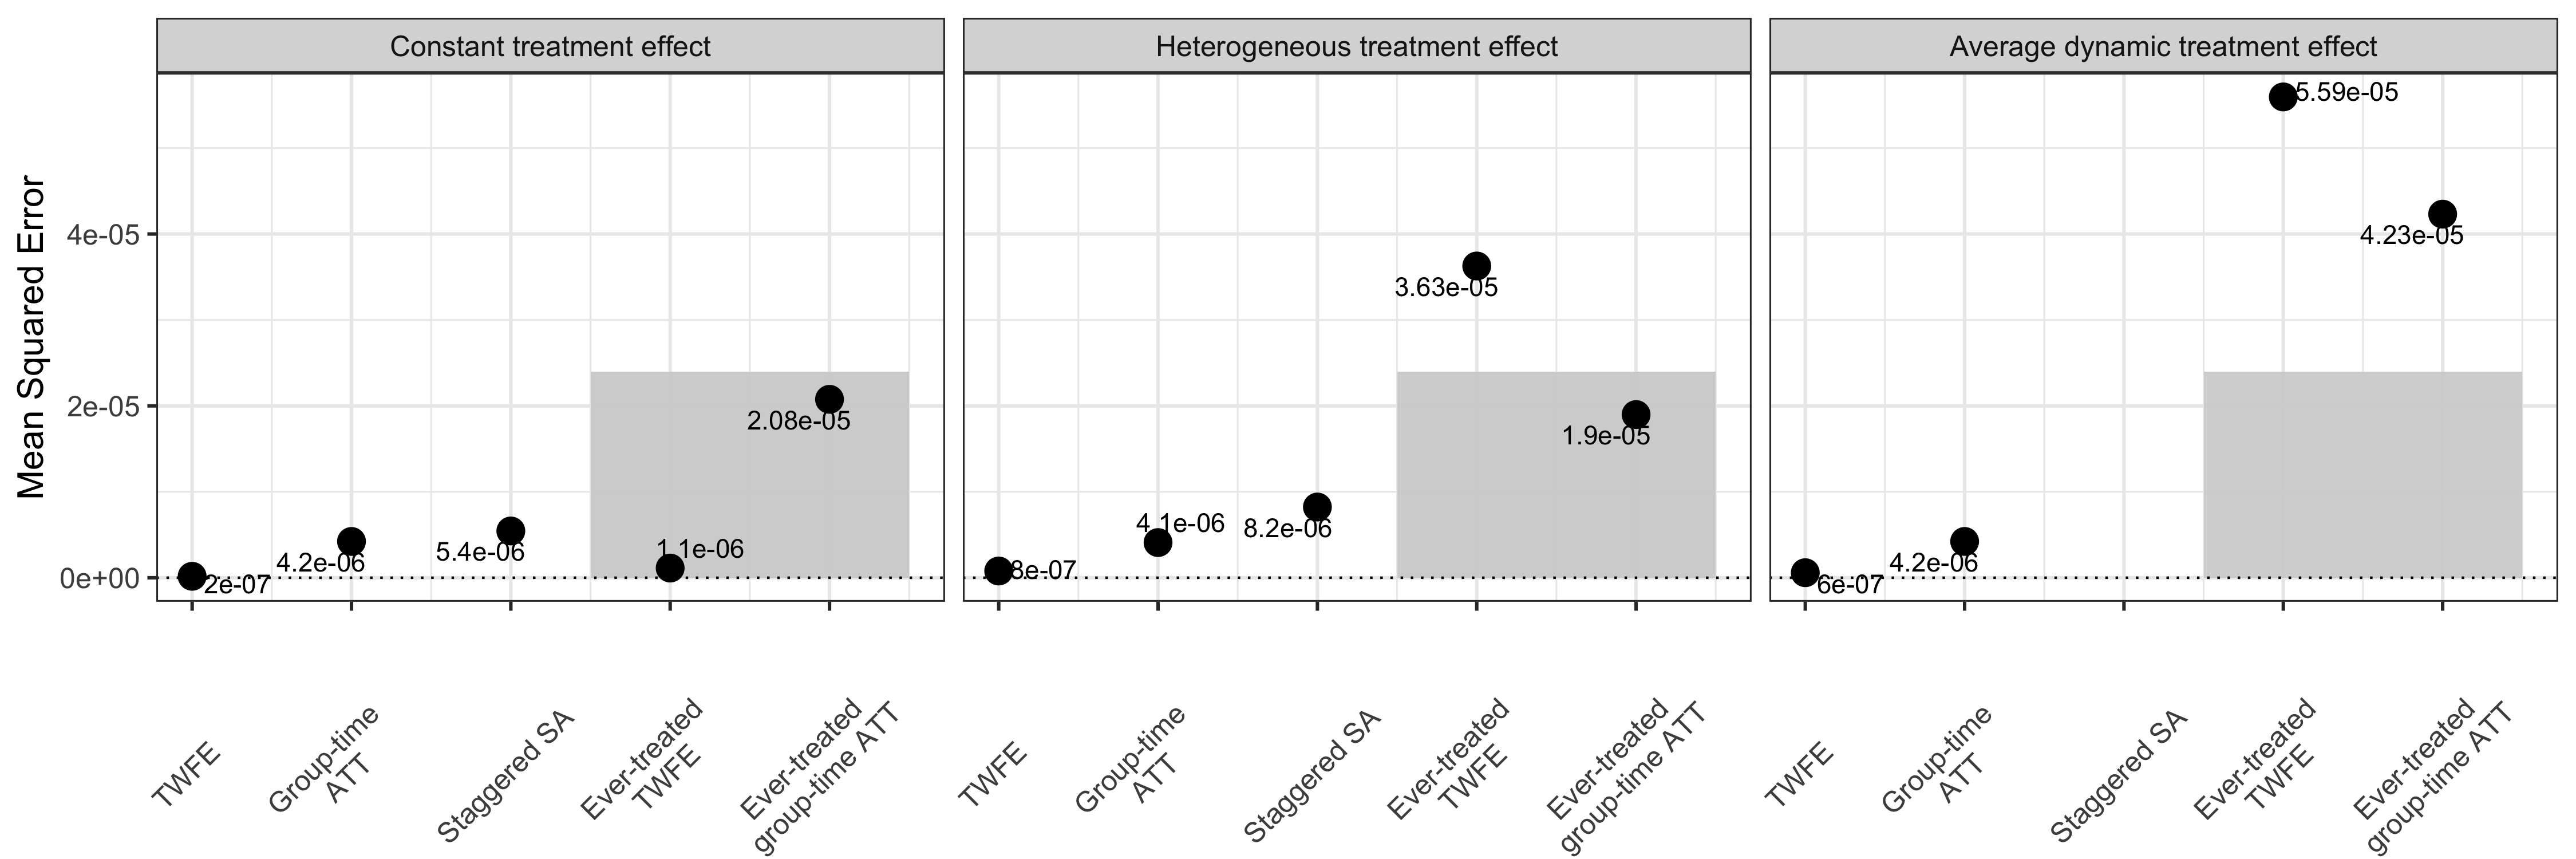 Constant treatment effect
Heterogeneous treatment effect
Average dynamic treatment effect
Mean Squared Error
4e-05
2e-05
0e+00
2e-07
4.2e-06
5.4e-06
1.1e-06
2.08e-05
8e-07
4.1e-06
8.2e-06
3.63e-05
1.9e-05
6e-07
4.2e-06
5.59e-05
4.23e-05
TWFE
Group-time
ATT
Staggered SA
Ever-treated
TWFE
Ever-treated
group-time ATT
TWFE
Group-time
ATT
Staggered SA
Ever-treated
TWFE
Ever-treated
group-time ATT
TWFE
Group-time
ATT
Staggered SA
Ever-treated
TWFE
Ever-treated
group-time ATT